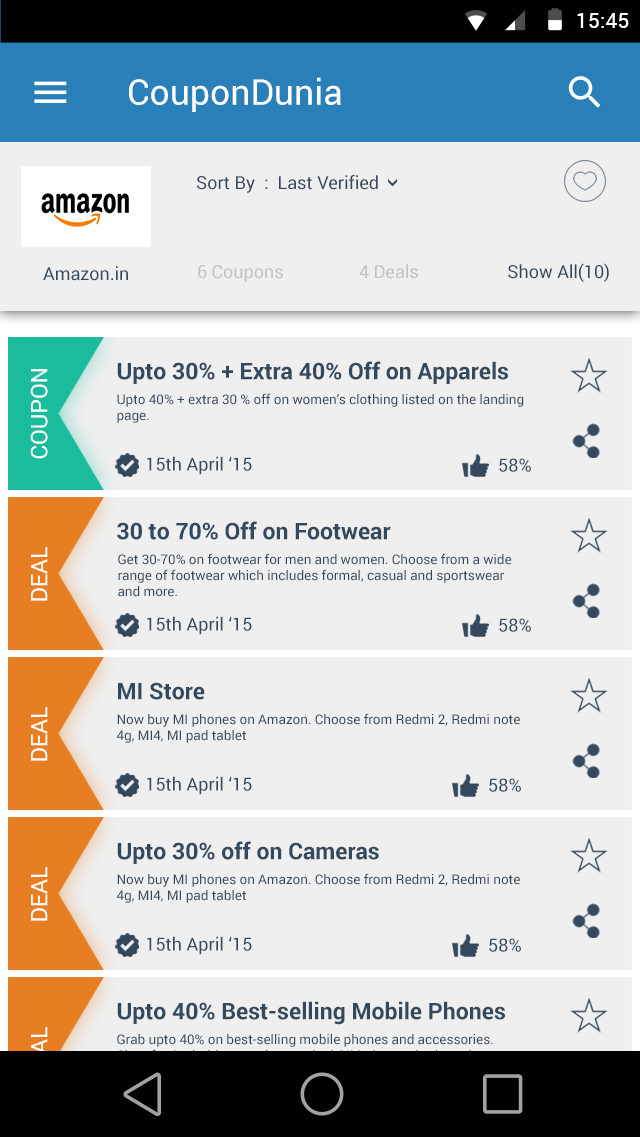 15:45
CouponDunia
amazon
Sort By : Last Verified
Amazon.in
6 Coupons
4 Deals
Show All(10)
COUPON
Upto 30% + Extra 40% Off on Apparels
Upto 40% + extra 30 % off on women's clothing listed on the landing
page.
15th April ‘15
58%
DEAL
30 to 70% Off on Footwear
Get 30-70% on footwear for men and women. Choose from a wide
range of footwear which includes formal, casual and sportswear
and more.
15th April ‘15
58%
DEAL
MI Store
Now buy MI phones on Amazon. Choose from Redmi 2, Redmi note
4g, MI4, MI pad tablet
15th April ‘15
58%
DEAL
Upto 30% off on Cameras
Now buy MI phones on Amazon. Choose from Redmi 2, Redmi note
4g, MI4, MI pad tablet
15th April ‘15
58%
AL
Upto 40% Best-selling Mobile Phones
Grab upto 40% on best-selling mobile phones and accessories.